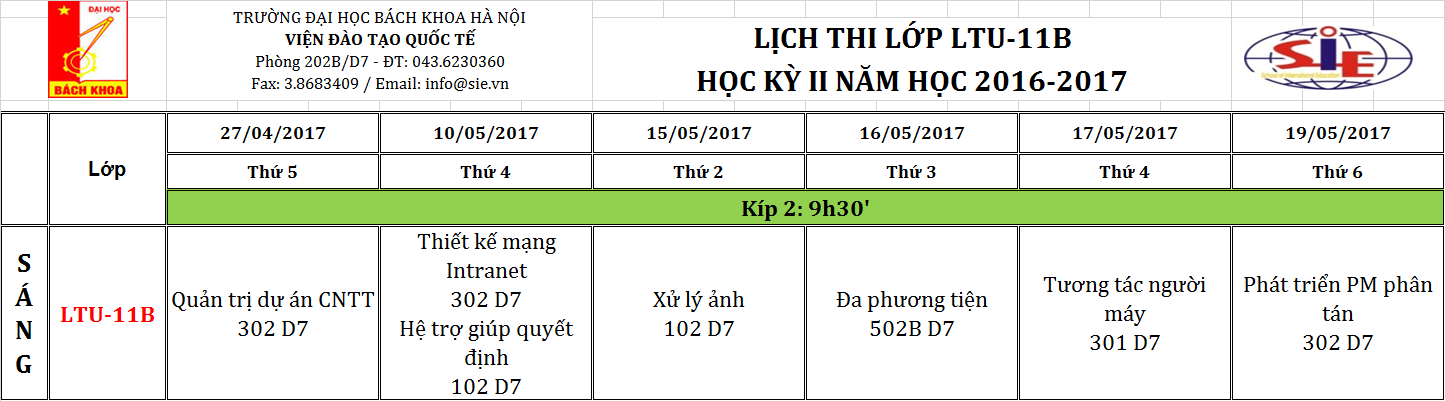 ĐẠI HỌC
BÁCH KHOA
TRƯỜNG ĐẠI HỌC BÁCH KHOA HÀ NỘI
VIỆN ĐÀO TẠO QUỐC TẾ
Phòng 202B/D7 - ĐT: 043.6230360
Fax: 3.8683409 / Email: info@sie.vn
LỊCH THI LỚP LTU-11B
HỌC KỲ II NĂM HỌC 2016-2017
SIE
School of International Education
Lớp
27/04/2017
10/05/2017
15/05/2017
16/05/2017
17/05/2017
19/05/2017
Thứ 5
Thứ 4
Thứ 2
Thứ 3
Thứ 4
Thứ 6
Kíp 2: 9h30'
S
Á
N
G
LTU-11B
Quản trị dự án CNTT
302 D7
Thiết kế mạng
Intranet
302 D7
Hệ trợ giúp quyết
định
102 D7
Xử lý ảnh
102 D7
Đa phương tiện
502B D7
Tương tác người
máy
301 D7
Phát triển PM phân
tán
302 D7